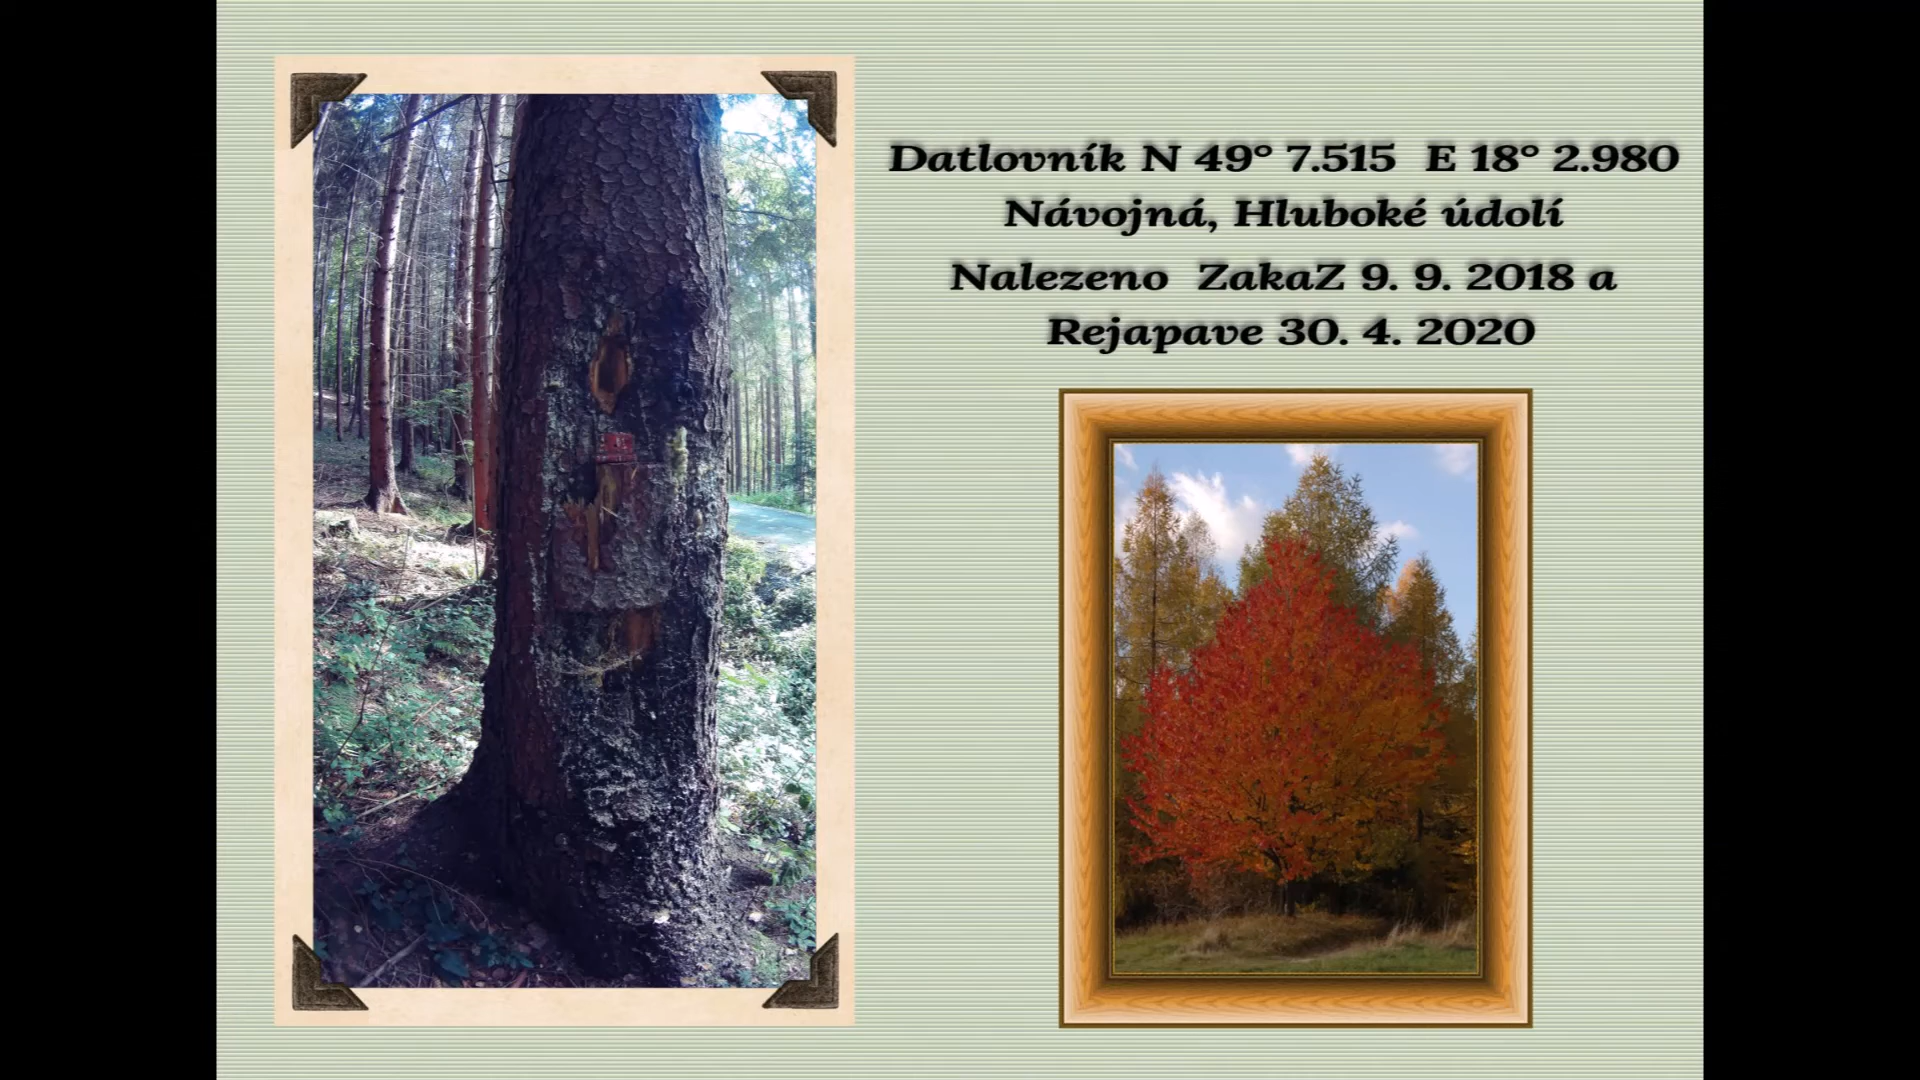 Datlovník N 49° 7.515 E 18° 2.980
Návojná, Hluboké údolí
Nalezeno ZakaZ 9. 9. 2018 a
Rejapave 30. 4. 2020